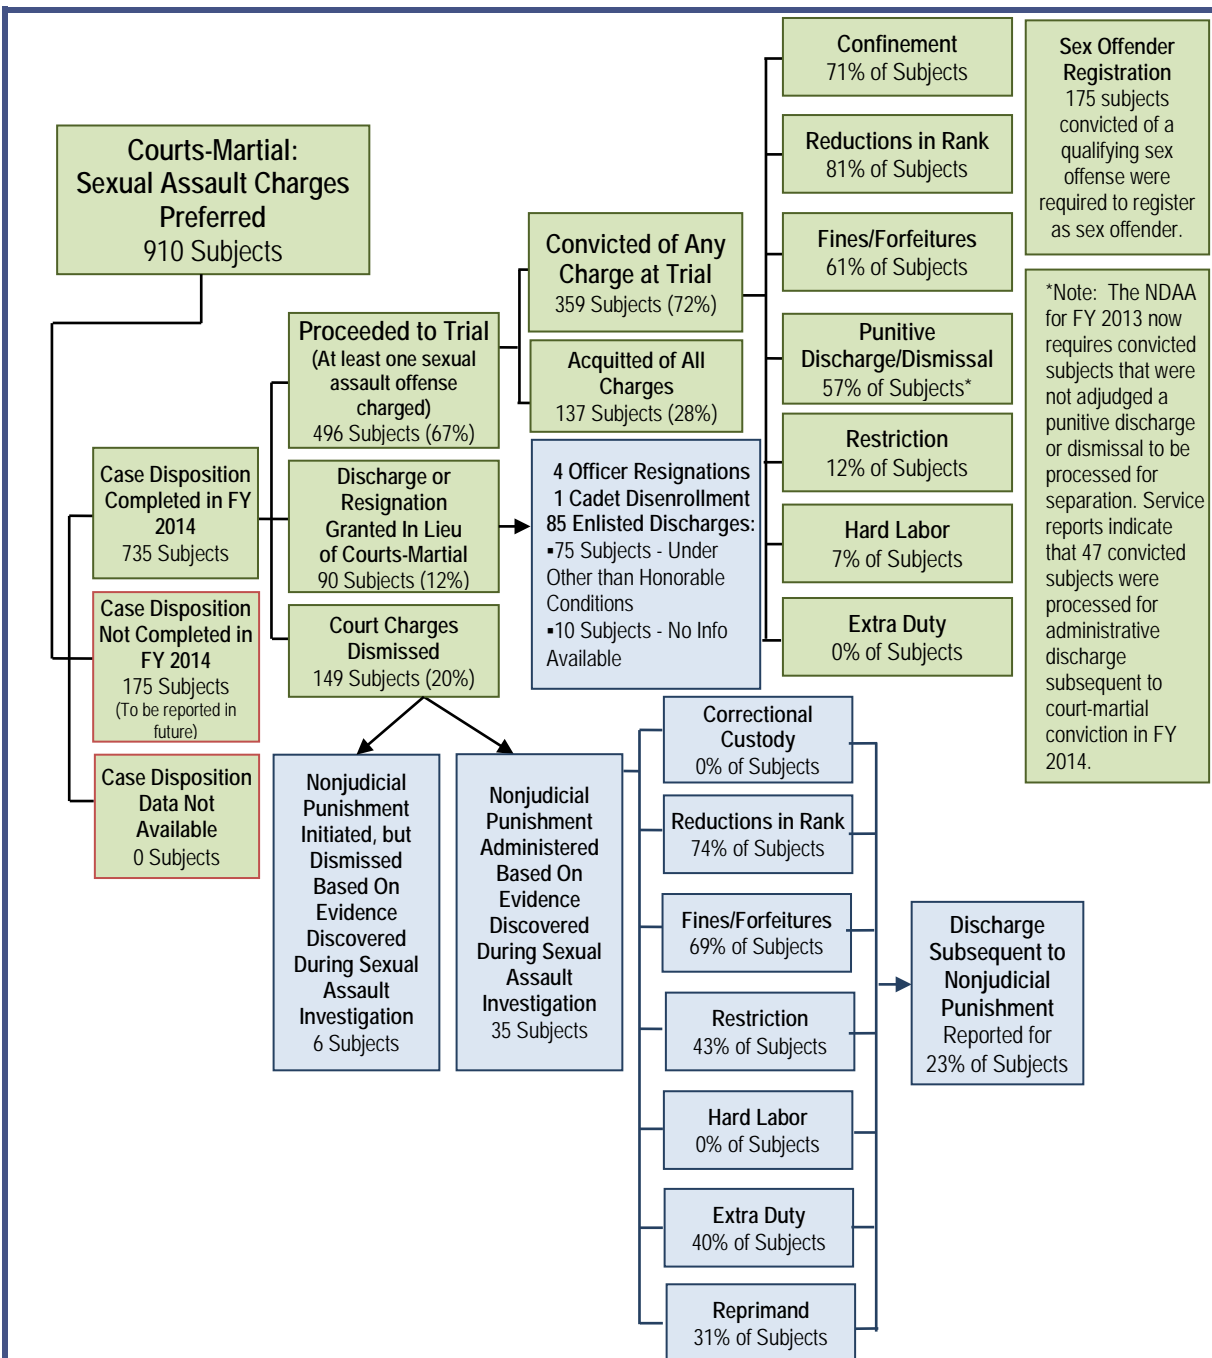 Courts-Martial:
Sexual Assault Charges
Preferred
910 Subjects
Case Disposition
Completed in FY
2014
735 Subjects
Case Disposition
Not Completed in
FY 2014
175 Subjects
(To be reported in
future)
Case Disposition
Data Not
Available
0 Subjects
Proceeded to Trial
(At least one sexual
assault offense
charged)
496 Subjects (67%)
Discharge or
Resignation
Granted In Lieu
of Courts-Martial
90 Subjects (12%)
Court Charges
Dismissed
149 Subjects (20%)
Convicted of Any
Charge at Trial
359 Subjects (72%)
Acquitted of All
Charges
137 Subjects (28%)
4 Officer Resignations
1 Cadet Disenrollment
85 Enlisted Discharges:
▪75 Subjects - Under
Other than Honorable
Conditions
▪10 Subjects - No Info
Available
Confinement
71% of Subjects
Reductions in Rank
81% of Subjects
Fines/Forfeitures
61% of Subjects
Punitive
Discharge/Dismissal
57% of Subjects*
Restriction
12% of Subjects
Hard Labor
7% of Subjects
Extra Duty
0% of Subjects
Sex Offender
Registration
175 subjects
convicted of a
qualifying sex
offense were
required to register
as sex offender.
*Note: The NDAA
for FY 2013 now
requires convicted
subjects that were
not adjudged a
punitive discharge
or dismissal to be
processed for
separation. Service
reports indicate
that 47 convicted
subjects were
processed for
administrative
discharge
subsequent to
court-martial
conviction in FY
2014.
Nonjudicial
Punishment
Initiated, but
Dismissed
Based On
Evidence
Discovered
During Sexual
Assault
Investigation
6 Subjects
Nonjudicial
Punishment
Administered
Based On
Evidence
Discovered
During Sexual
Assault
Investigation
35 Subjects
Correctional
Custody
0% of Subjects
Reductions in Rank
74% of Subjects
Fines/Forfeitures
69% of Subjects
Restriction
43% of Subjects
Hard Labor
0% of Subjects
Extra Duty
40% of Subjects
Reprimand
31% of Subjects
Discharge
Subsequent to
Nonjudicial
Punishment
Reported for
23% of Subjects